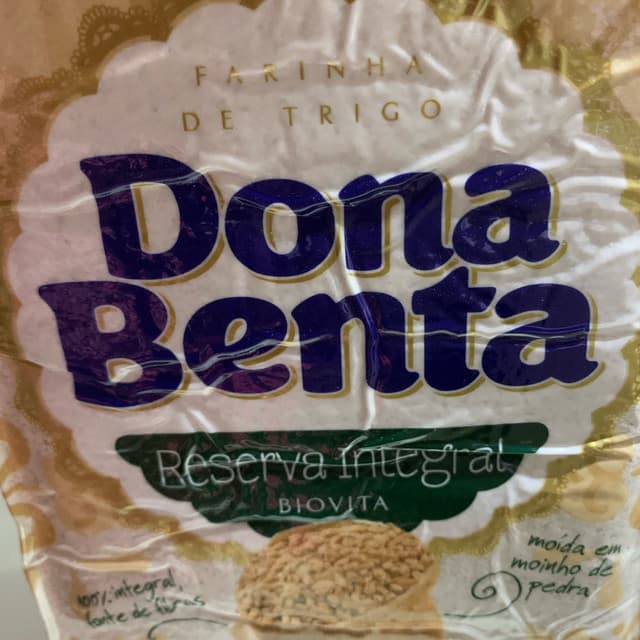 FARINHA
DE TRIGO
Dona
Benta
Reserva Integral
BIOVITA
100% integral
fonte de fibras
moída em
moinho de
pedra